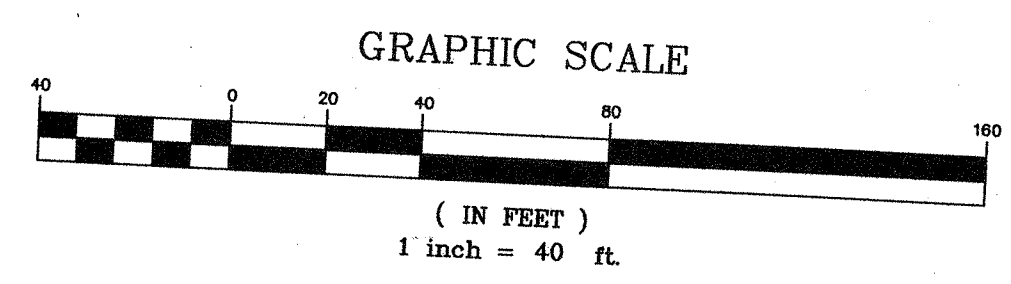 GRAPHIC SCALE
40 0 20 40 80 160
( IN FEET )
1 inch = 40 ft.